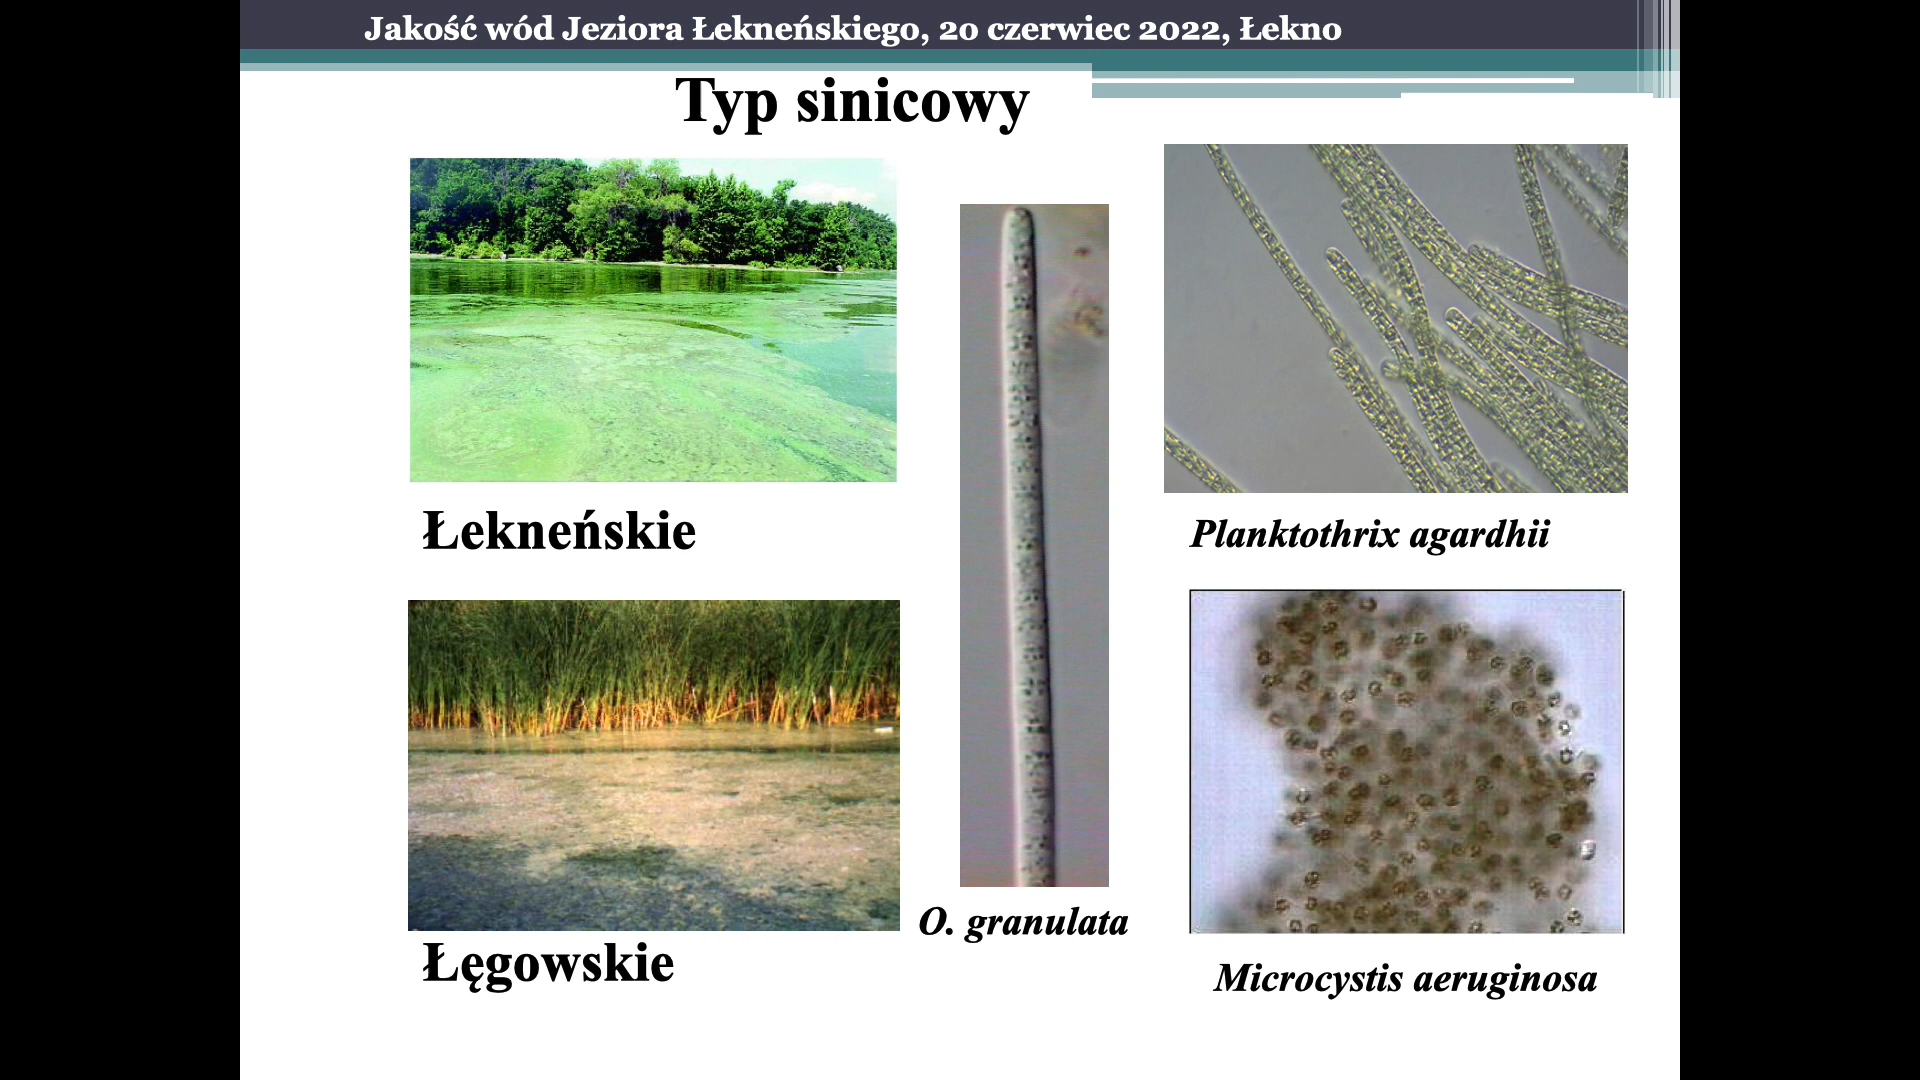 Jakość wód Jeziora Łekneńskiego, 20 czerwiec 2022, Łekno
Typ sinicowy
Łekneńskie
Planktothrix agardhii
O. granulata
Łęgowskie
Microcystis aeruginosa